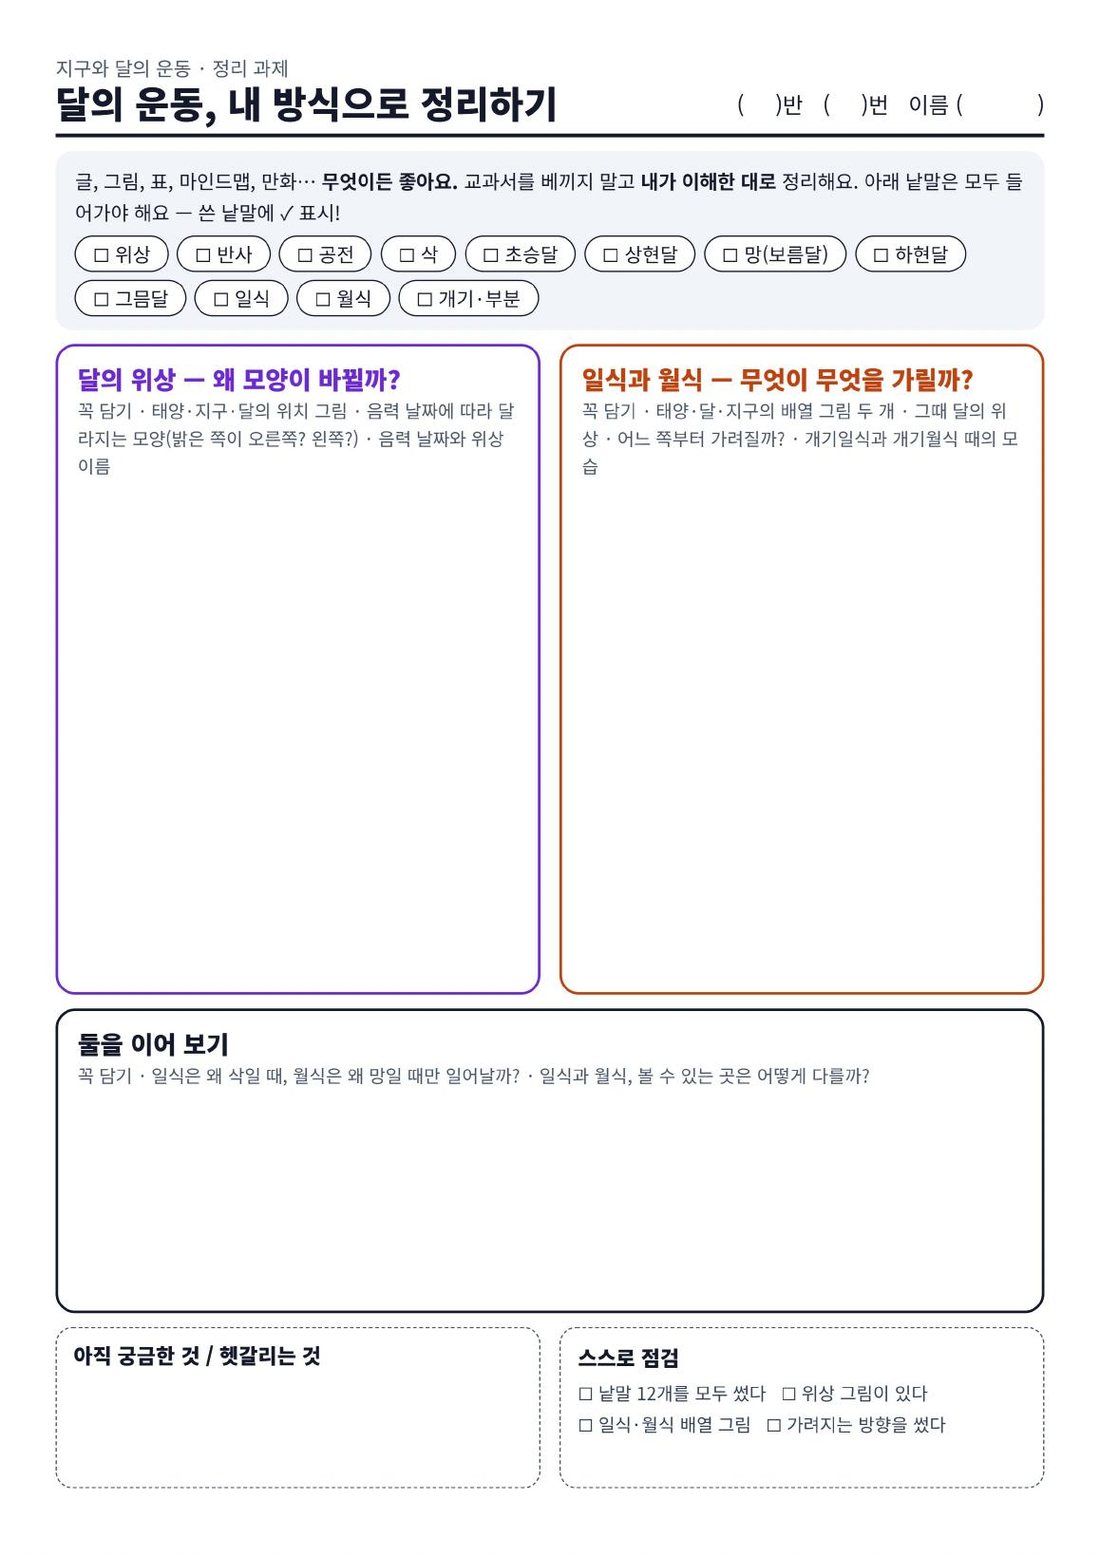 지구와 달의 운동 · 정리 과제
달의 운동, 내 방식으로 정리하기
(    )반 (    )번 이름 (        )
글, 그림, 표, 마인드맵, 만화… 무엇이든 좋아요. 교과서를 베끼지 말고 내가 이해한 대로 정리해요. 아래 낱말은 모두 들
어가야 해요 — 쓴 낱말에 ✓ 표시!
☐ 위상 ☐ 반사 ☐ 공전 ☐ 삭 ☐ 초승달 ☐ 상현달 ☐ 망(보름달) ☐ 하현달
☐ 그믐달 ☐ 일식 ☐ 월식 ☐ 개기·부분
달의 위상 — 왜 모양이 바뀔까?
꼭 담기 · 태양·지구·달의 위치 그림 · 음력 날짜에 따라 달
라지는 모양(밝은 쪽이 오른쪽? 왼쪽?) · 음력 날짜와 위상
이름
일식과 월식 — 무엇이 무엇을 가릴까?
꼭 담기 · 태양·달·지구의 배열 그림 두 개 · 그때 달의 위
상 · 어느 쪽부터 가려질까? · 개기일식과 개기월식 때의 모
습
둘을 이어 보기
꼭 담기 · 일식은 왜 삭일 때, 월식은 왜 망일 때만 일어날까? · 일식과 월식, 볼 수 있는 곳은 어떻게 다를까?
아직 궁금한 것 / 헷갈리는 것
스스로 점검
☐ 낱말 12개를 모두 썼다 ☐ 위상 그림이 있다
☐ 일식·월식 배열 그림 ☐ 가려지는 방향을 썼다